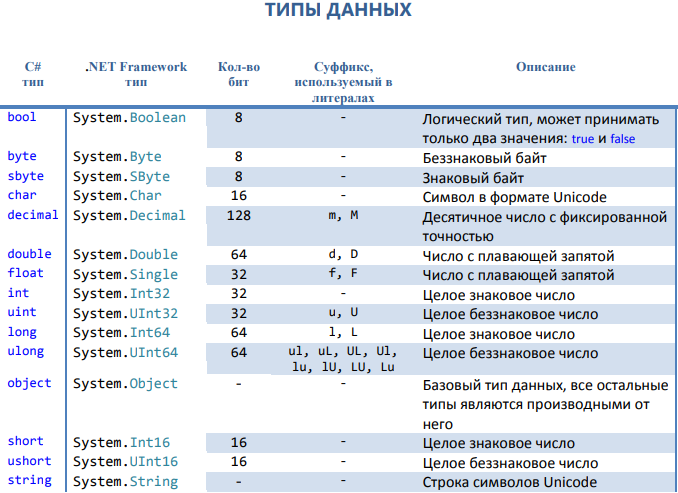 ТИПЫ ДАННЫХ
C# тип .NET Framework тип Кол-во бит Суффикс, используемый в литералах Описание
bool System.Boolean 8 - Логический тип, может принимать
только два значения: true и false
byte System.Byte 8 - Беззнаковый байт
sbyte System.SByte 8 - Знаковый байт
char System.Char 16 - Символ в формате Unicode
decimal System.Decimal 128 m, M Десятичное число с фиксированной
точностью
double System.Double 64 d, D Число с плавающей запятой
float System.Single 32 f, F Число с плавающей запятой
int System.Int32 32 - Целое знаковое число
uint System.UInt32 32 u, U Целое беззнаковое число
long System.Int64 64 l, L Целое знаковое число
ulong System.UInt64 64 ul, uL, UL, Ul, Целое беззнаковое число
lu, lU, LU, Lu
object System.Object - - Базовый тип данных, все остальные
типы являются производными от
него
short System.Int16 16 - Целое знаковое число
ushort System.UInt16 16 - Целое беззнаковое число
string System.String - - Строка символов Unicode